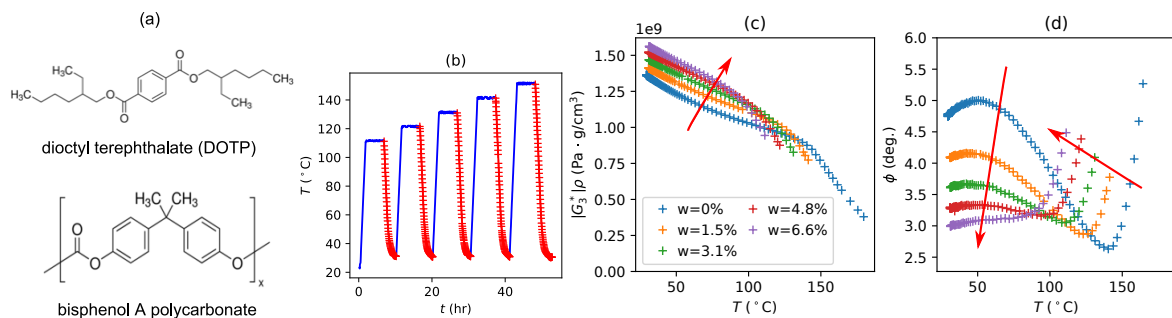 (a)
H₃C
CH₃
O
O
O
O
H₃C
CH₃
dioctyl terephthalate (DOTP)
H₃C
CH₃
O
O
O
x
bisphenol A polycarbonate
(b)
T (°C)
140
120
100
80
60
40
20
0
20
40
t (hr)
(c)
1e9
|G₃*|ρ (Pa · g/cm³)
1.50
1.25
1.00
0.75
0.50
0.25
0.00
w=0%
w=1.5%
w=3.1%
w=4.8%
w=6.6%
50
100
150
T (°C)
(d)
ϕ (deg.)
6.0
5.5
5.0
4.5
4.0
3.5
3.0
2.5
50
100
150
T (°C)